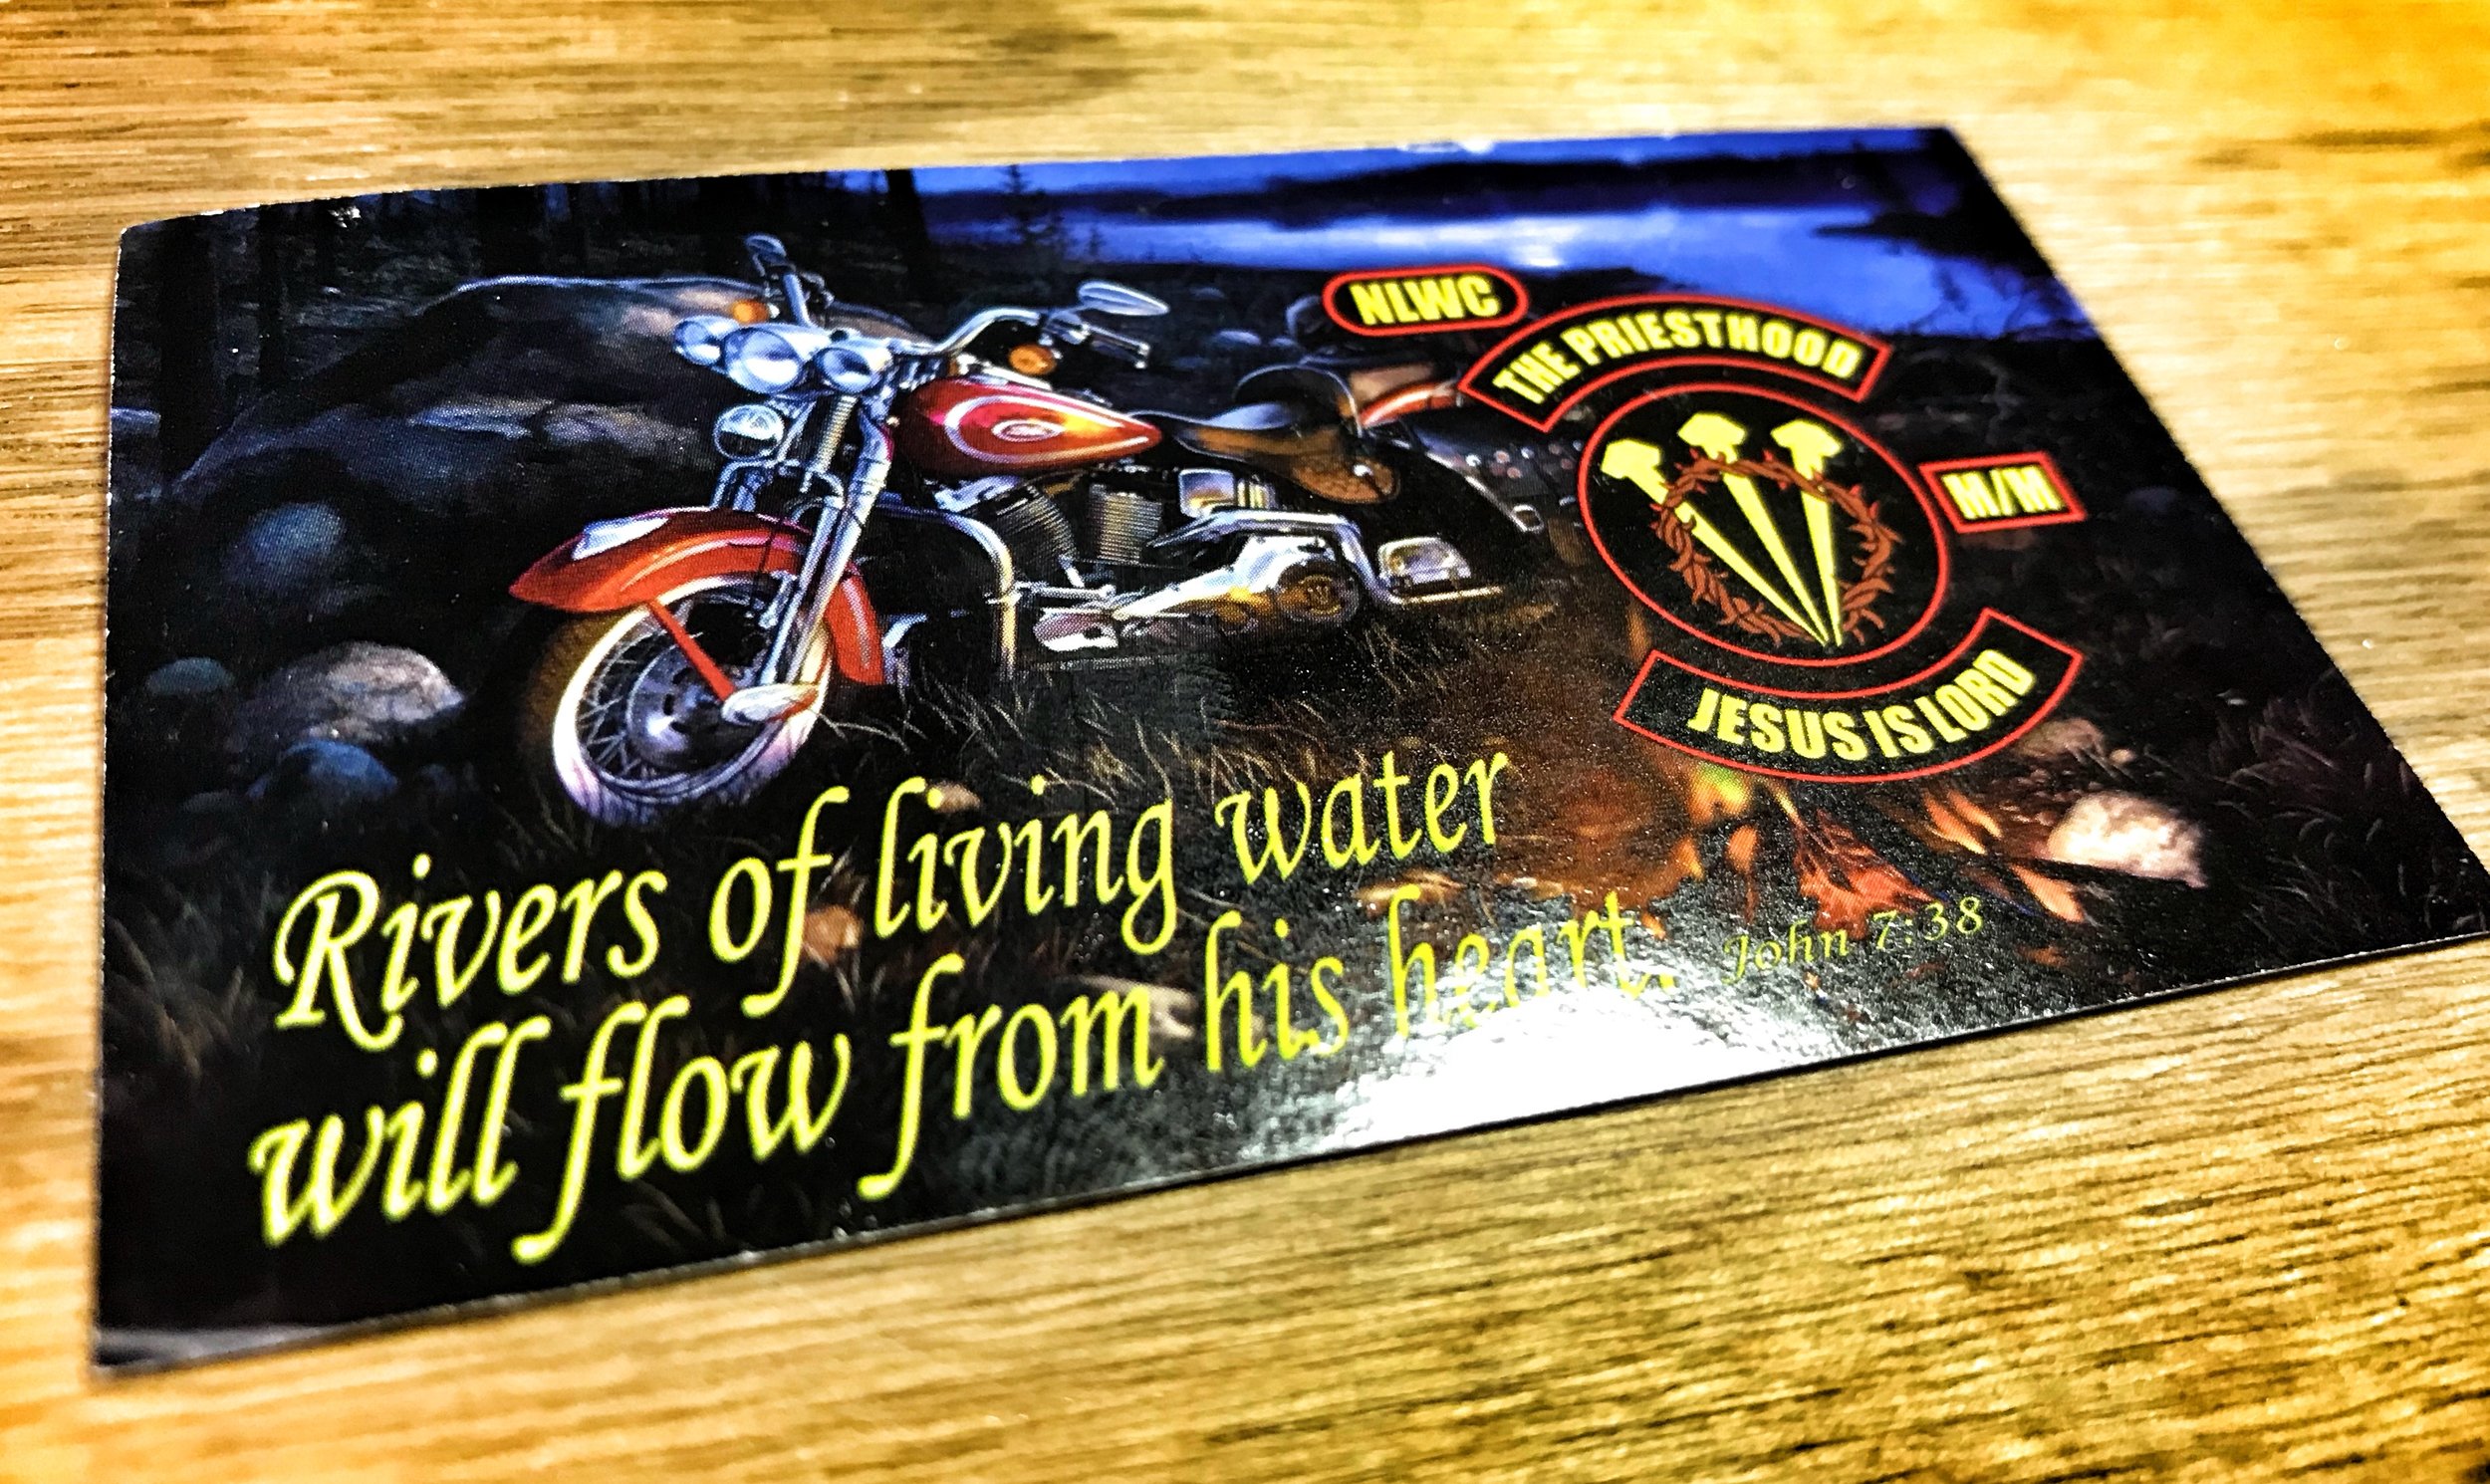 NLWC
THE PRIESTHOOD
M/M
JESUS IS LORD
Rivers of living water
will flow from his heart.
John 7:38